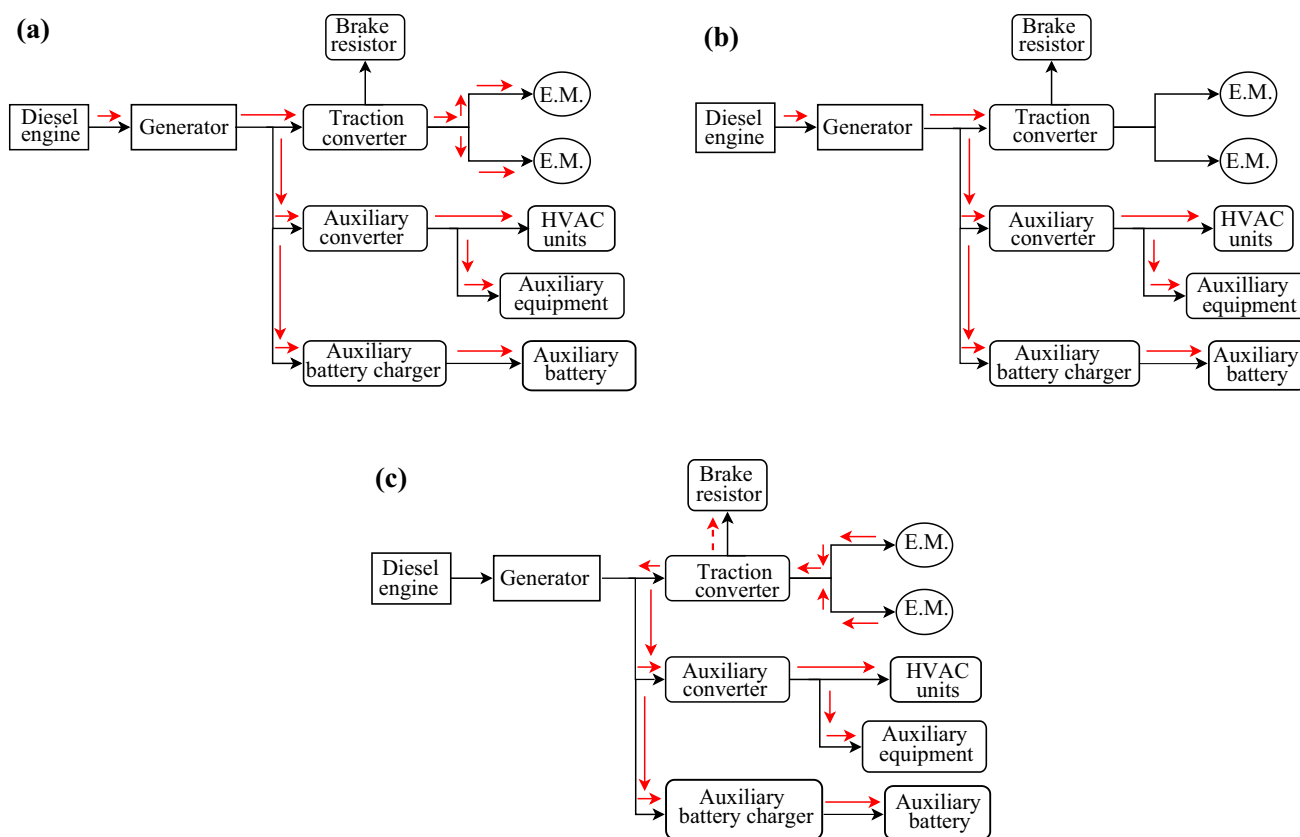 (a)
Brake
resistor
Diesel
engine
Generator
Traction
converter
E.M.
E.M.
Auxiliary
converter
HVAC
units
Auxiliary
equipment
Auxiliary
battery charger
Auxiliary
battery
(b)
Brake
resistor
Diesel
engine
Generator
Traction
converter
E.M.
E.M.
Auxiliary
converter
HVAC
units
Auxilliary
equipment
Auxiliary
battery charger
Auxiliary
battery
(c)
Brake
resistor
Diesel
engine
Generator
Traction
converter
E.M.
E.M.
Auxiliary
converter
HVAC
units
Auxiliary
equipment
Auxiliary
battery charger
Auxiliary
battery